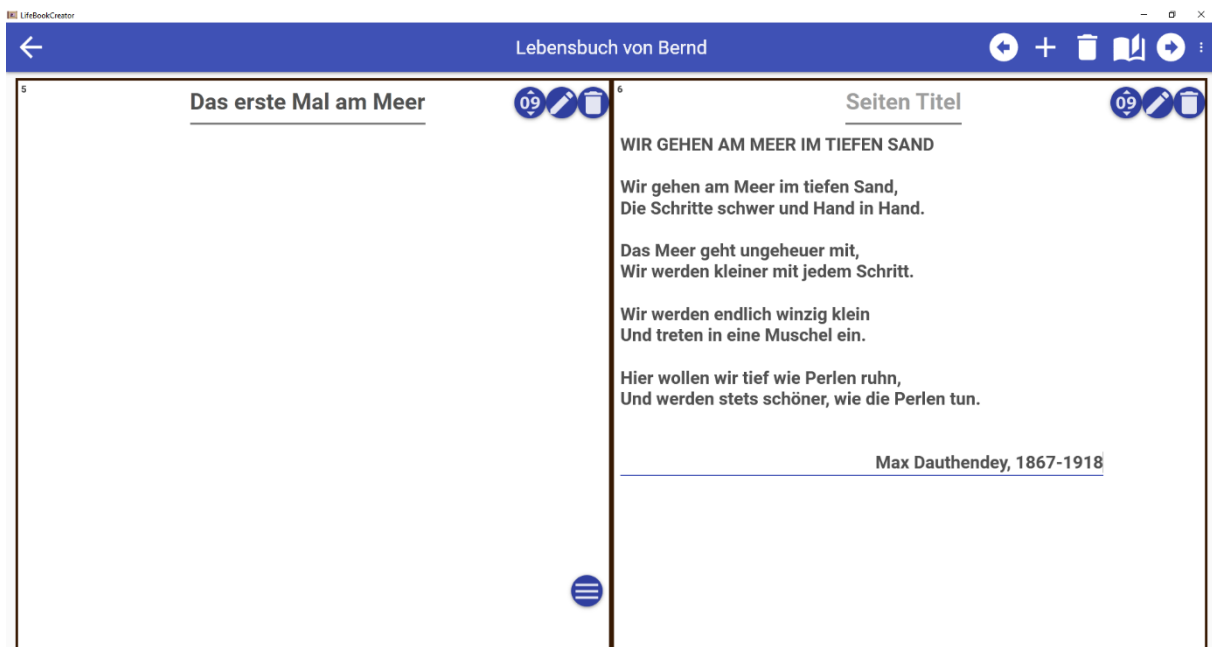 LifeBookCreator
Lebensbuch von Bernd
5
Das erste Mal am Meer
09
6
Seiten Titel
09
WIR GEHEN AM MEER IM TIEFEN SAND
Wir gehen am Meer im tiefen Sand,
Die Schritte schwer und Hand in Hand.
Das Meer geht ungeheuer mit,
Wir werden kleiner mit jedem Schritt.
Wir werden endlich winzig klein
Und treten in eine Muschel ein.
Hier wollen wir tief wie Perlen ruhn,
Und werden stets schöner, wie die Perlen tun.
Max Dauthendey, 1867-1918